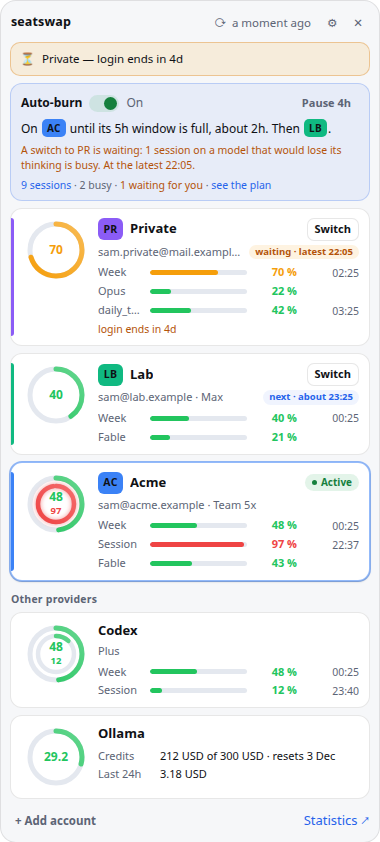 seatswap
a moment ago
Private — login ends in 4d
Auto-burn On Pause 4h
On AC until its 5h window is full, about 2h. Then LB.
A switch to PR is waiting: 1 session on a model that would lose its
thinking is busy. At the latest 22:05.
9 sessions · 2 busy · 1 waiting for you · see the plan
70
PR Private Switch
sam.private@mail.exampl... waiting · latest 22:05
Week 70 % 02:25
Opus 22 %
daily_t... 42 % 03:25
login ends in 4d
40
LB Lab Switch
sam@lab.example · Max next · about 23:25
Week 40 % 00:25
Fable 21 %
48
97
AC Acme Active
sam@acme.example · Team 5x
Week 48 % 00:25
Session 97 % 22:37
Fable 43 %
Other providers
48
12
Codex
Plus
Week 48 % 00:25
Session 12 % 23:40
29.2
Ollama
Credits 212 USD of 300 USD · resets 3 Dec
Last 24h 3.18 USD
+ Add account Statistics ↗